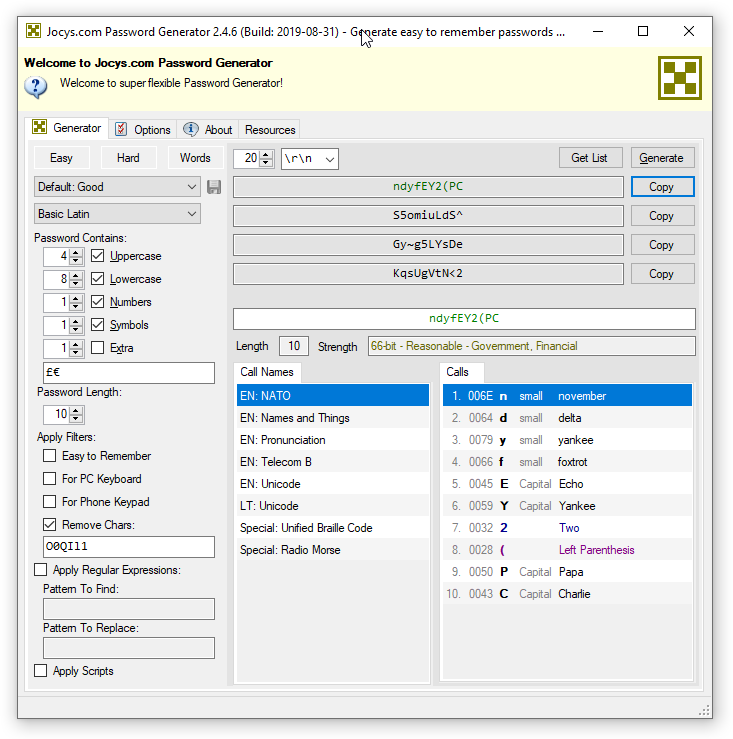 Jocys.com Password Generator 2.4.6 (Build: 2019-08-31) - Generate easy to remember passwords ...
Welcome to Jocys.com Password Generator
Welcome to super flexible Password Generator!
Generator Options About Resources
Easy Hard Words
Default: Good
Basic Latin
Password Contains:
4 Uppercase
8 Lowercase
1 Numbers
1 Symbols
1 Extra
£€
Password Length:
10
Apply Filters:
Easy to Remember
For PC Keyboard
For Phone Keypad
Remove Chars:
O0QIl1
Apply Regular Expressions:
Pattern To Find:
Pattern To Replace:
Apply Scripts
20 \r\n Get List Generate
ndyfEY2(PC Copy
S5omiuLdS^ Copy
Gy~g5LYsDe Copy
KqsUgVtN<2 Copy
ndyfEY2(PC
Length 10 Strength 66-bit - Reasonable - Government, Financial
Call Names
EN: NATO
EN: Names and Things
EN: Pronunciation
EN: Telecom B
EN: Unicode
LT: Unicode
Special: Unified Braille Code
Special: Radio Morse
Calls
1. 006E n small november
2. 0064 d small delta
3. 0079 y small yankee
4. 0066 f small foxtrot
5. 0045 E Capital Echo
6. 0059 Y Capital Yankee
7. 0032 2 Two
8. 0028 ( Left Parenthesis
9. 0050 P Capital Papa
10. 0043 C Capital Charlie